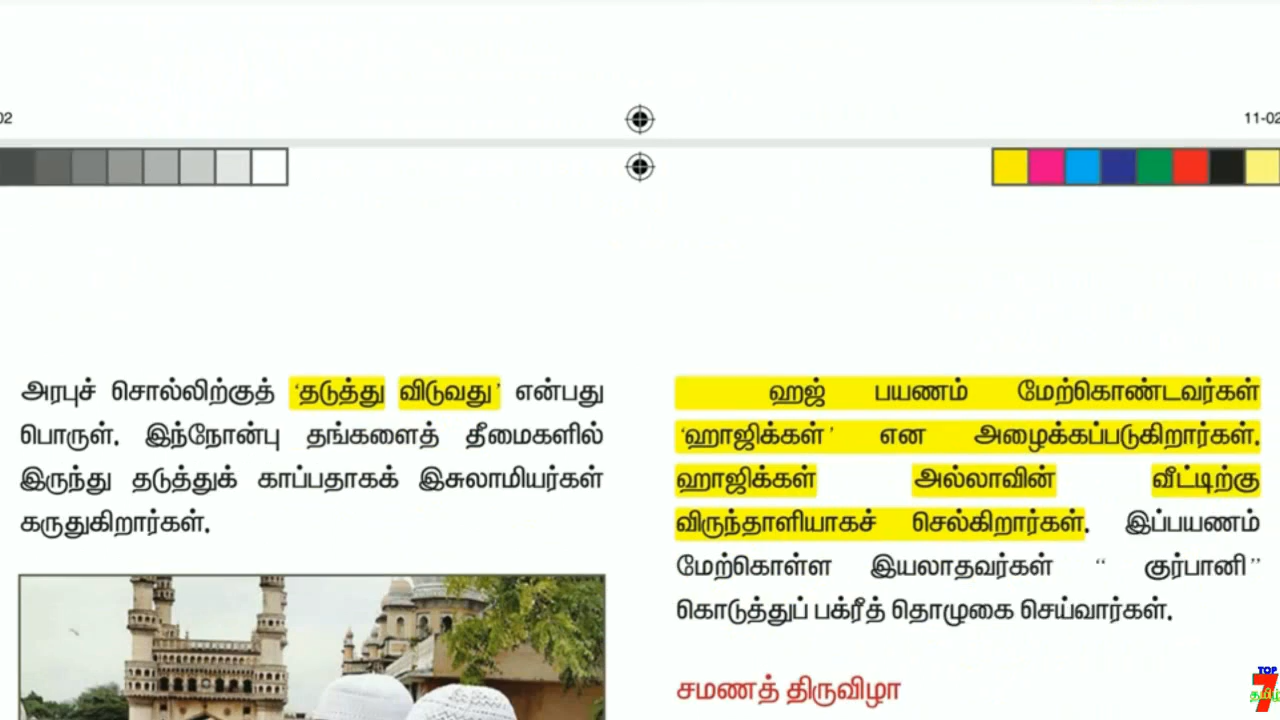 02
11-02
அரபுச் சொல்லிற்குத் ‘தடுத்து விடுவது’ என்பது
பொருள். இந்நோன்பு தங்களைத் தீமைகளில்
இருந்து தடுத்துக் காப்பதாகக் இசுலாமியர்கள்
கருதுகிறார்கள்.
ஹஜ் பயணம் மேற்கொண்டவர்கள்
‘ஹாஜிக்கள்’ என அழைக்கப்படுகிறார்கள்.
ஹாஜிக்கள் அல்லாவின் வீட்டிற்கு
விருந்தாளியாகச் செல்கிறார்கள். இப்பயணம்
மேற்கொள்ள இயலாதவர்கள் “ குர்பானி”
கொடுத்துப் பக்ரீத் தொழுகை செய்வார்கள்.
சமணத் திருவிழா
TOP
7
தமிழ்